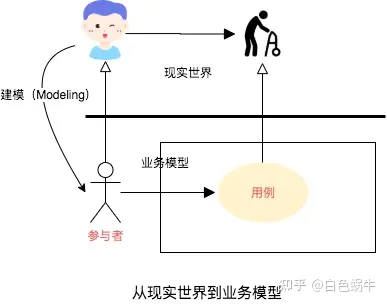 现实世界
建模（Modeling）
业务模型
用例
参与者
从现实世界到业务模型
知乎 @白色蜗牛